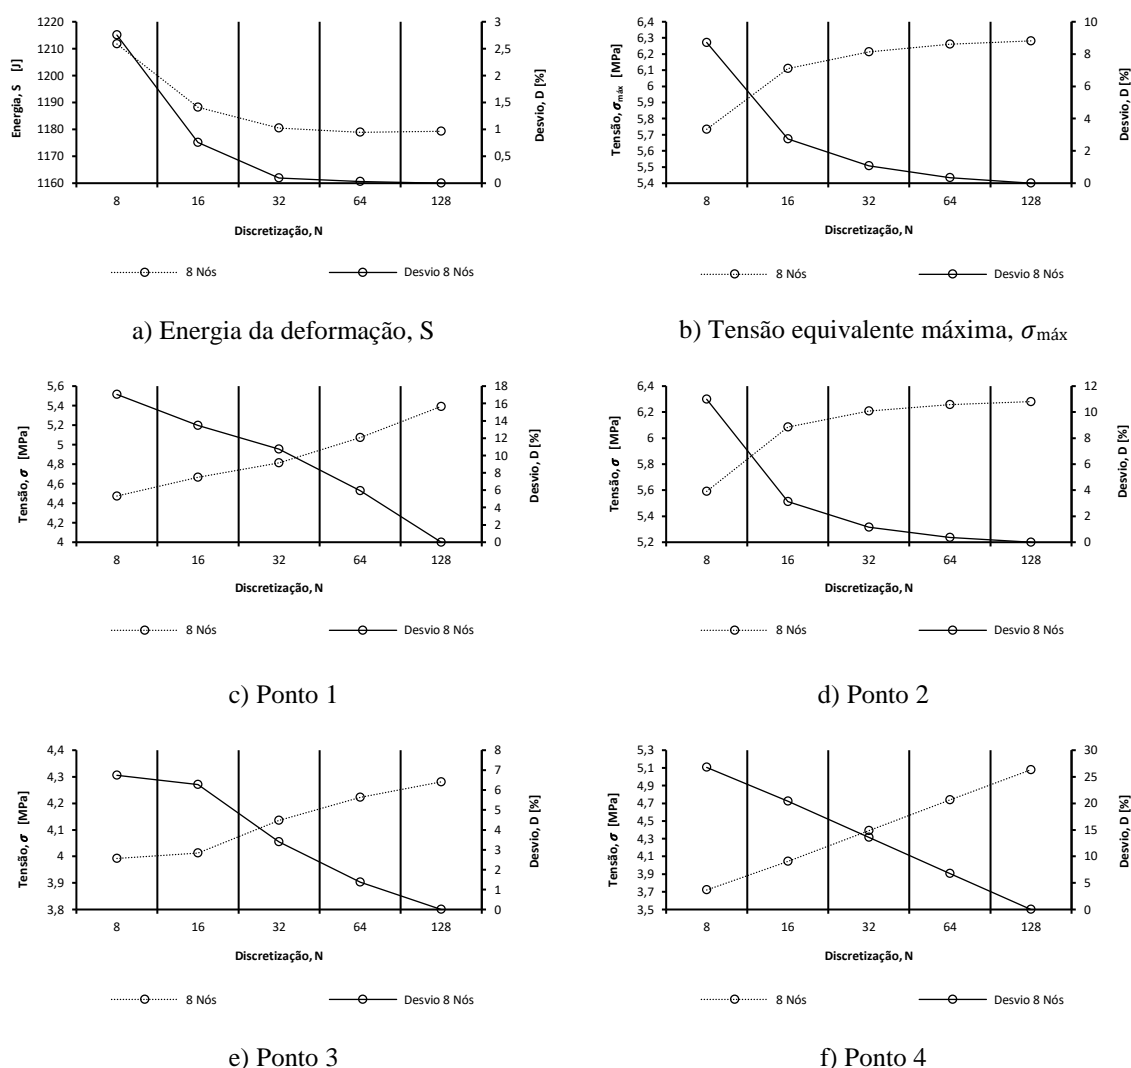 1220
1210
1200
1190
1180
1170
1160
Energia, S [J]
3
2,5
2
1,5
1
0,5
0
Desvio, D [%]
8 16 32 64 128
Discretização, N
8 Nós Desvio 8 Nós
a) Energia da deformação, S
6,4
6,3
6,2
6,1
6
5,9
5,8
5,7
5,6
5,5
5,4
Tensão, σmáx [MPa]
10
8
6
4
2
0
Desvio, D [%]
8 16 32 64 128
Discretização, N
8 Nós Desvio 8 Nós
b) Tensão equivalente máxima, σmáx
5,6
5,4
5,2
5
4,8
4,6
4,4
4,2
4
Tensão, σ [MPa]
18
16
14
12
10
8
6
4
2
0
Desvio, D [%]
8 16 32 64 128
Discretização, N
8 Nós Desvio 8 Nós
c) Ponto 1
6,4
6,2
6
5,8
5,6
5,4
5,2
Tensão, σ [MPa]
12
10
8
6
4
2
0
Desvio, D [%]
8 16 32 64 128
Discretização, N
8 Nós Desvio 8 Nós
d) Ponto 2
4,4
4,3
4,2
4,1
4
3,9
3,8
Tensão, σ [MPa]
8
7
6
5
4
3
2
1
0
Desvio, D [%]
8 16 32 64 128
Discretização, N
8 Nós Desvio 8 Nós
e) Ponto 3
5,3
5,1
4,9
4,7
4,5
4,3
4,1
3,9
3,7
3,5
Tensão, σ [MPa]
30
25
20
15
10
5
0
Desvio, D [%]
8 16 32 64 128
Discretização, N
8 Nós Desvio 8 Nós
f) Ponto 4